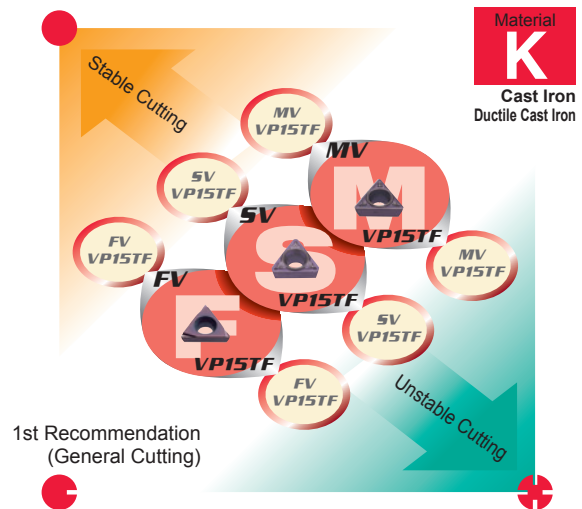 Material
K
Cast Iron
Ductile Cast Iron
Stable Cutting
MV
VP15TF
SV
VP15TF
FV
VP15TF
MV
M
VP15TF
SV
S
VP15TF
FV
F
VP15TF
MV
VP15TF
SV
VP15TF
FV
VP15TF
Unstable Cutting
1st Recommendation
(General Cutting)